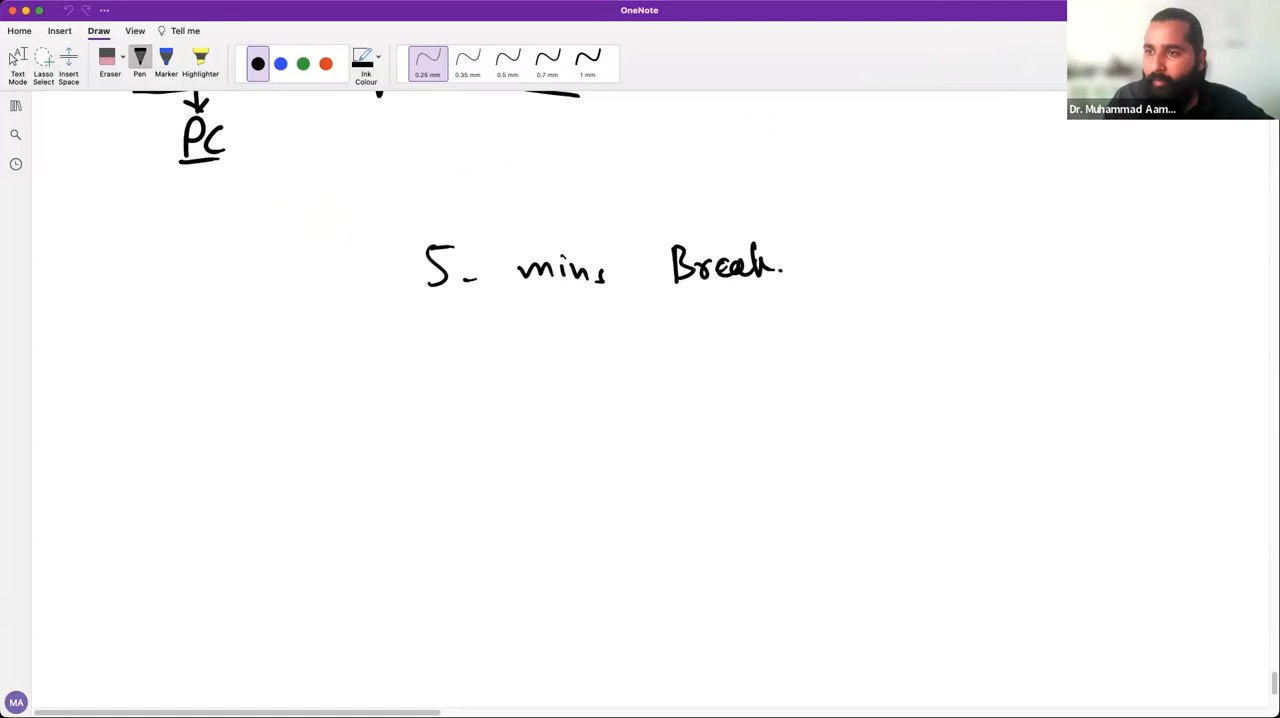 OneNote
Home Insert Draw View Tell me
Text Mode
Lasso Select
Insert Space
Eraser
Pen
Marker
Highlighter
Ink Colour
0.25 mm
0.35 mm
0.5 mm
0.7 mm
1 mm
Dr. Muhammad Aam...
PC
5- mins Break.
MA